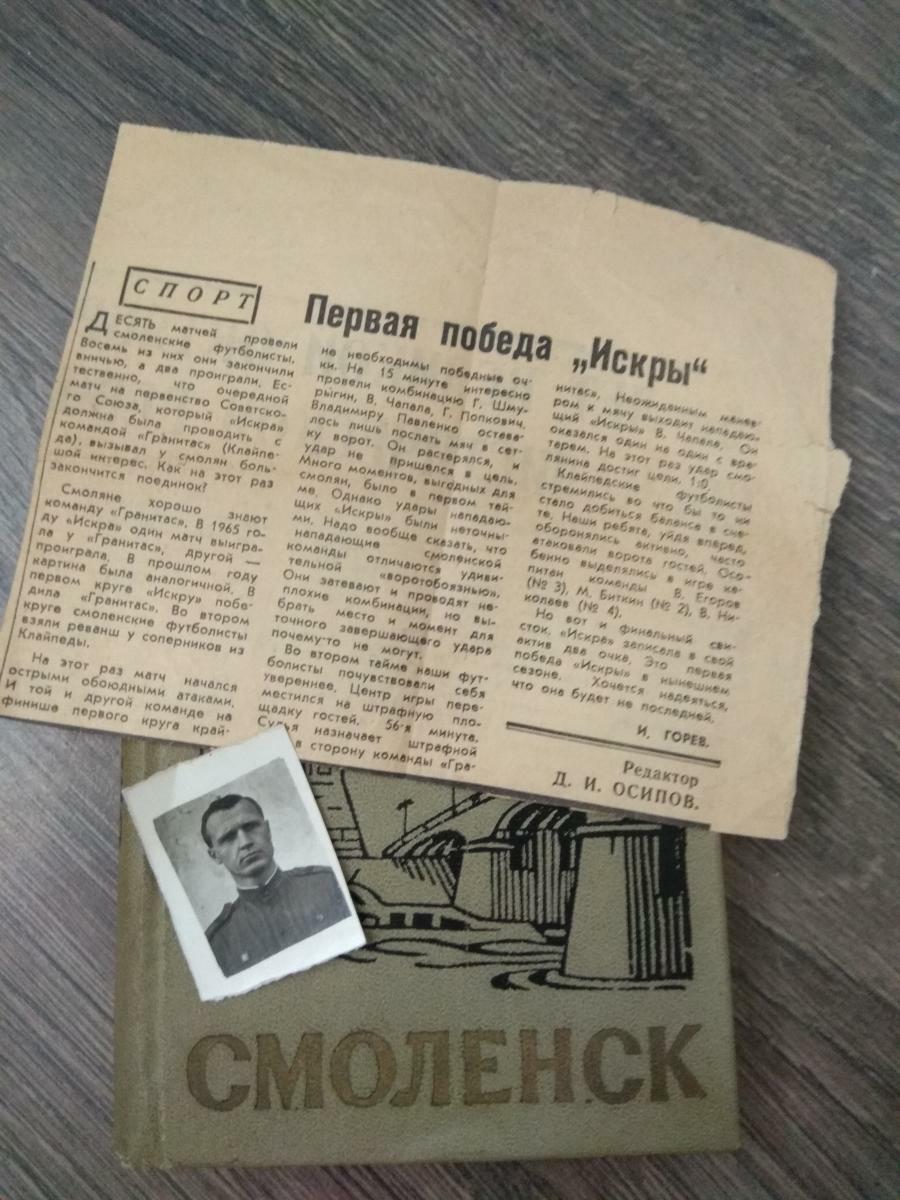 СПОРТ
Первая победа „Искры“
ДЕСЯТЬ матчей провели
смоленские футболисты.
Восемь из них они закончили
вничью, а два проиграли. Ес-
тественно, что очередной
матч на первенство Советско-
го Союза, который «Искра»
должна была проводить с
командой «Гранитас» (Клайпе-
да), вызывал у смолян боль-
шой интерес. Как на этот раз
закончится поединок?
Смоляне хорошо знают
команду «Гранитас». В 1965 го-
ду «Искра» один матч выигра-
ла у «Гранитас», другой —
проиграла. В прошлом году
картина была аналогичной. В
первом круге «Искру» побе-
дила «Гранитас». Во втором
круге смоленские футболисты
взяли реванш у соперников из
Клайпеды.
На этот раз матч начался
острыми обоюдными атаками.
И той и другой команде на
финише первого круга край-
не необходимы победные оч-
ки. На 15 минуте интересно
провели комбинацию Г. Шму-
рыгин, В. Чапала, Г. Попкович.
Владимиру Павленко остава-
лось лишь послать мяч в сет-
ку ворот. Он растерялся, и
удар не пришелся в цель.
Много моментов, выгодных для
смолян, было в первом тай-
ме. Однако удары нападаю-
щих «Искры» были неточны-
ми. Надо вообще сказать, что
нападающие смоленской
команды отличаются удиви-
тельной «воротобоязнью».
Они затевают и проводят не-
плохие комбинации, но вы-
брать место и момент для
точного завершающего удара
почему-то не могут.
Во втором тайме наши фут-
болисты почувствовали себя
увереннее. Центр игры пере-
местился на штрафную пло-
щадку гостей. 56-я минута.
Судья назначает штрафной
в сторону команды «Гра-
нитас». Неожиданным манев-
ром к мячу выходит нападаю-
щий «Искры» В. Чапала. Он
оказался один на один с вра-
тарем. На этот раз удар смо-
лянина достиг цели. 1:0.
Клайпедские футболисты
стремились во что бы то ни
стало добиться баланса в сче-
те. Наши ребята, уйдя вперед,
оборонялись активно, часто
атаковали ворота гостей. Осо-
бенно выделялись в игре ка-
питан команды В. Егоров
(№ 3), М. Биткин (№ 2), В. Ни-
колаев (№ 4).
Но вот и финальный сви-
сток. «Искра» записала в свой
актив два очка. Это первая
победа «Искры» в нынешнем
сезоне. Хочется надеяться,
что она будет не последней.
И. ГОРЕВ.
Редактор
Д. И. ОСИПОВ.
СМОЛЕНСК